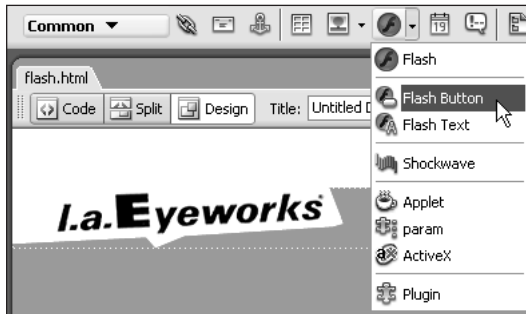 Common
19
Flash
flash.html
Code Split Design Title: Untitled D
Flash Button
Flash Text
Shockwave
l.a.Eyeworks
Applet
param
ActiveX
Plugin